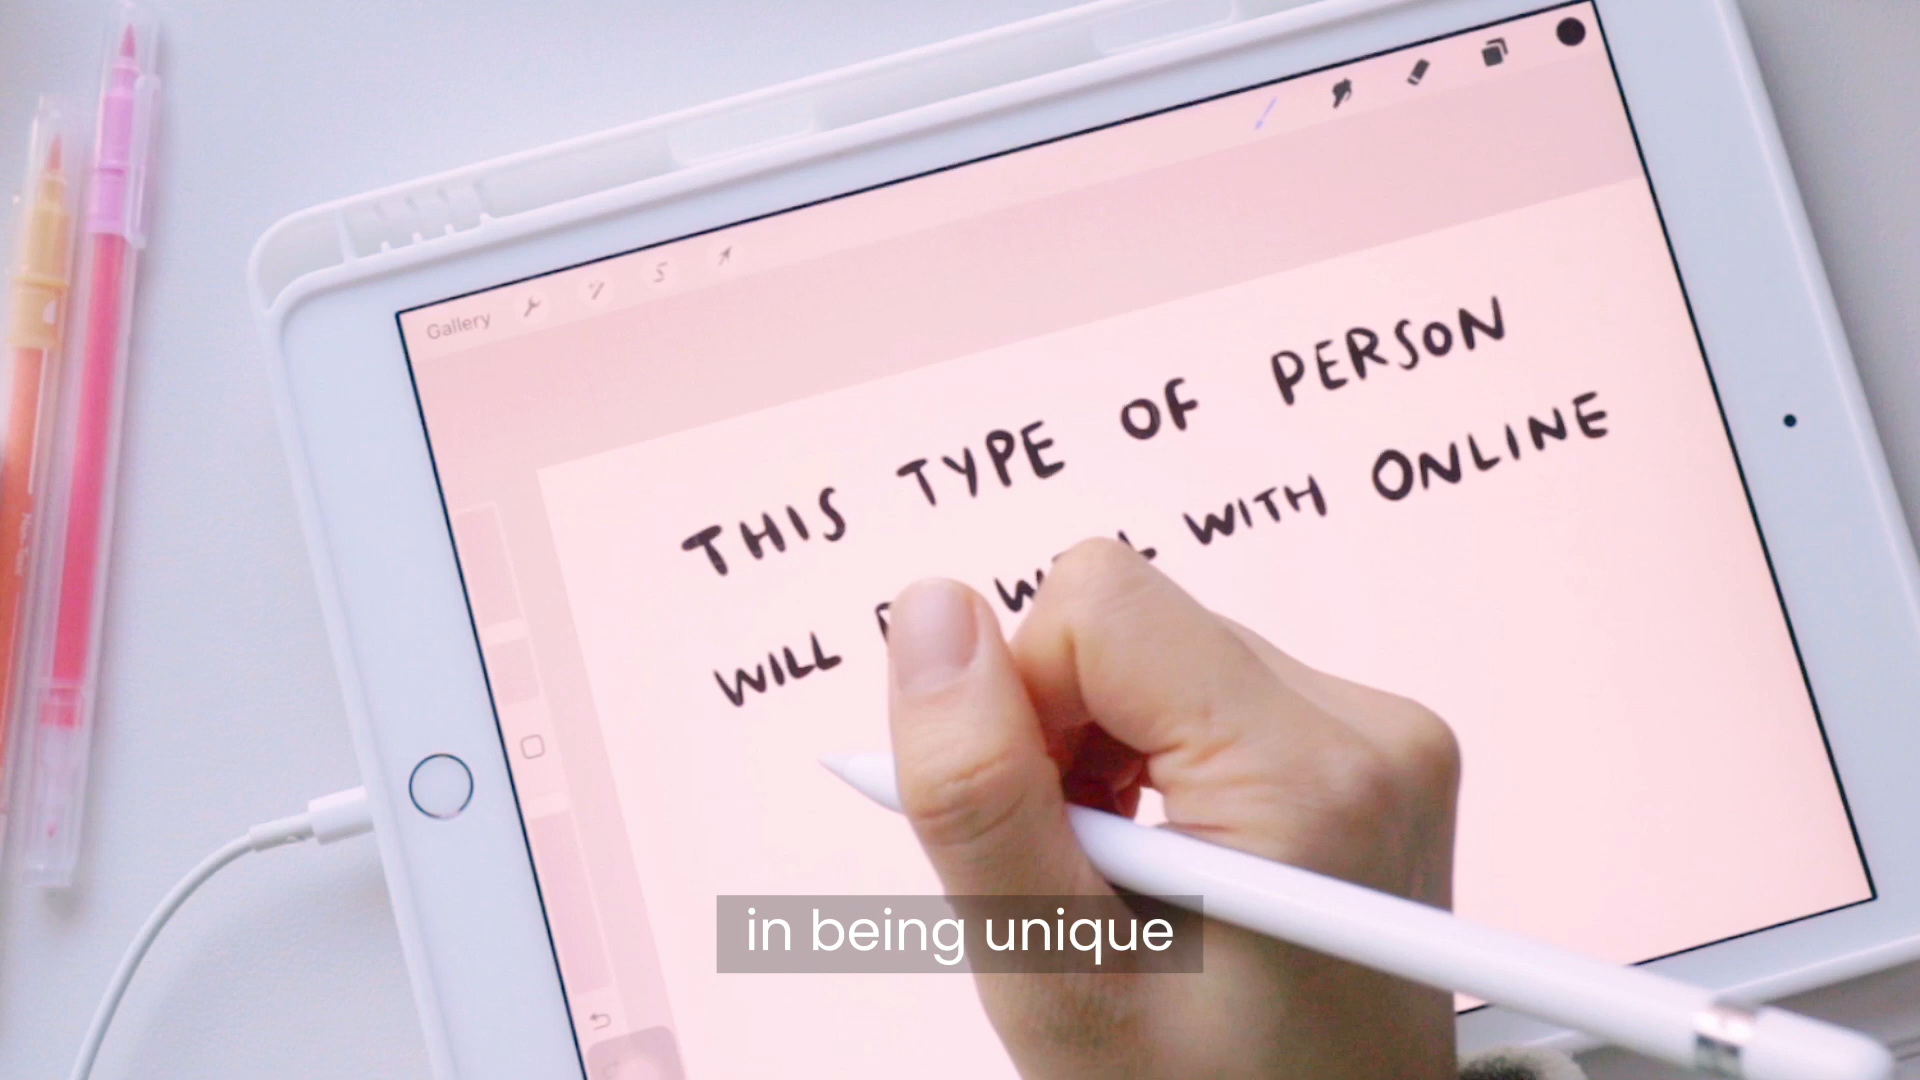 Gallery
THIS TYPE OF PERSON
WILL WITH ONLINE
in being unique